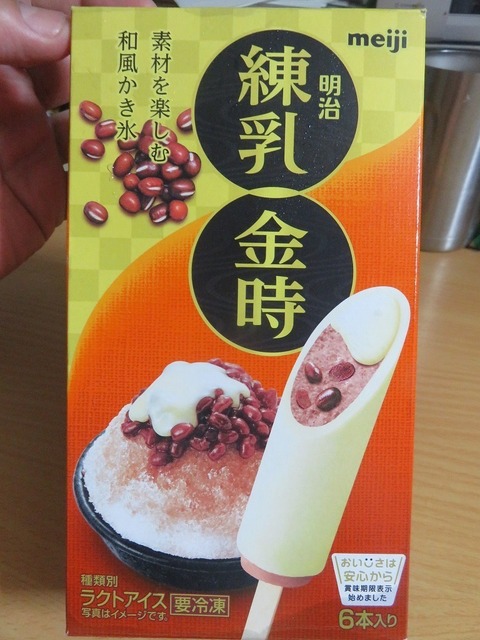 meiji
素材を楽しむ
和風かき氷
明治
練乳
金時
おいしさは
安心から
賞味期限表示
始めました
種類別
ラクトアイス 要冷凍
写真はイメージです。
6本入り